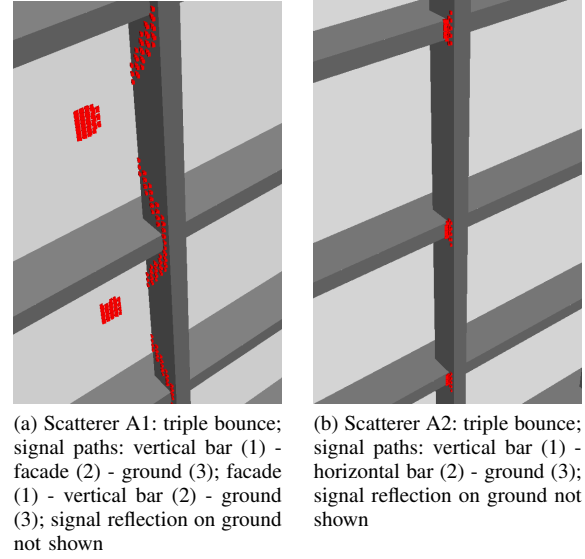 (a) Scatterer A1: triple bounce;
signal paths: vertical bar (1) -
facade (2) - ground (3); facade
(1) - vertical bar (2) - ground
(3); signal reflection on ground
not shown
(b) Scatterer A2: triple bounce;
signal paths: vertical bar (1) -
horizontal bar (2) - ground (3);
signal reflection on ground not
shown